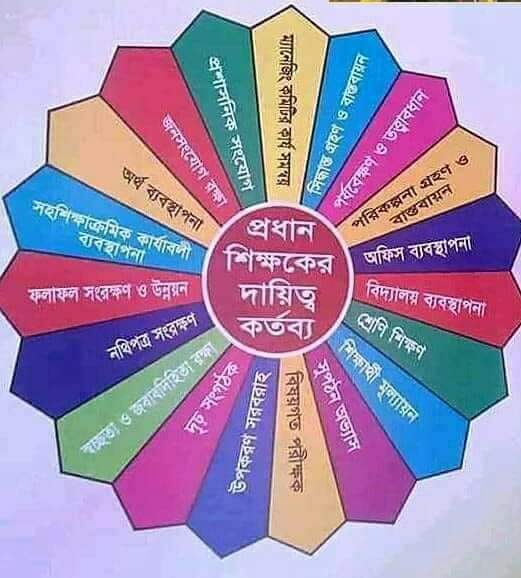 প্রধান
শিক্ষকের
দায়িত্ব
কর্তব্য
ম্যানেজিং কমিটির কার্য সমন্বয়
সিদ্ধান্ত গ্রহণ ও বাস্তবায়ন
পর্যবেক্ষণ ও তত্ত্বাবধান
পরিকল্পনা গ্রহণ ও
বাস্তবায়ন
অফিস ব্যবস্থাপনা
বিদ্যালয় ব্যবস্থাপনা
শ্রেণি শিক্ষণ
শিক্ষার্থী মূল্যায়ন
সুপঠন অভ্যাস
বিষয়গত পরীক্ষক
উপকরণ সরবরাহ
দৃঢ় সংগঠক
স্বচ্ছতা ও জবাবদিহিতা রক্ষা
নথিপত্র সংরক্ষণ
ফলাফল সংরক্ষণ ও উন্নয়ন
সহশিক্ষাক্রমিক কার্যাবলী
ব্যবস্থাপনা
অর্থ ব্যবস্থাপনা
জনসংযোগ রক্ষা
প্রশাসনিক সংযোগ